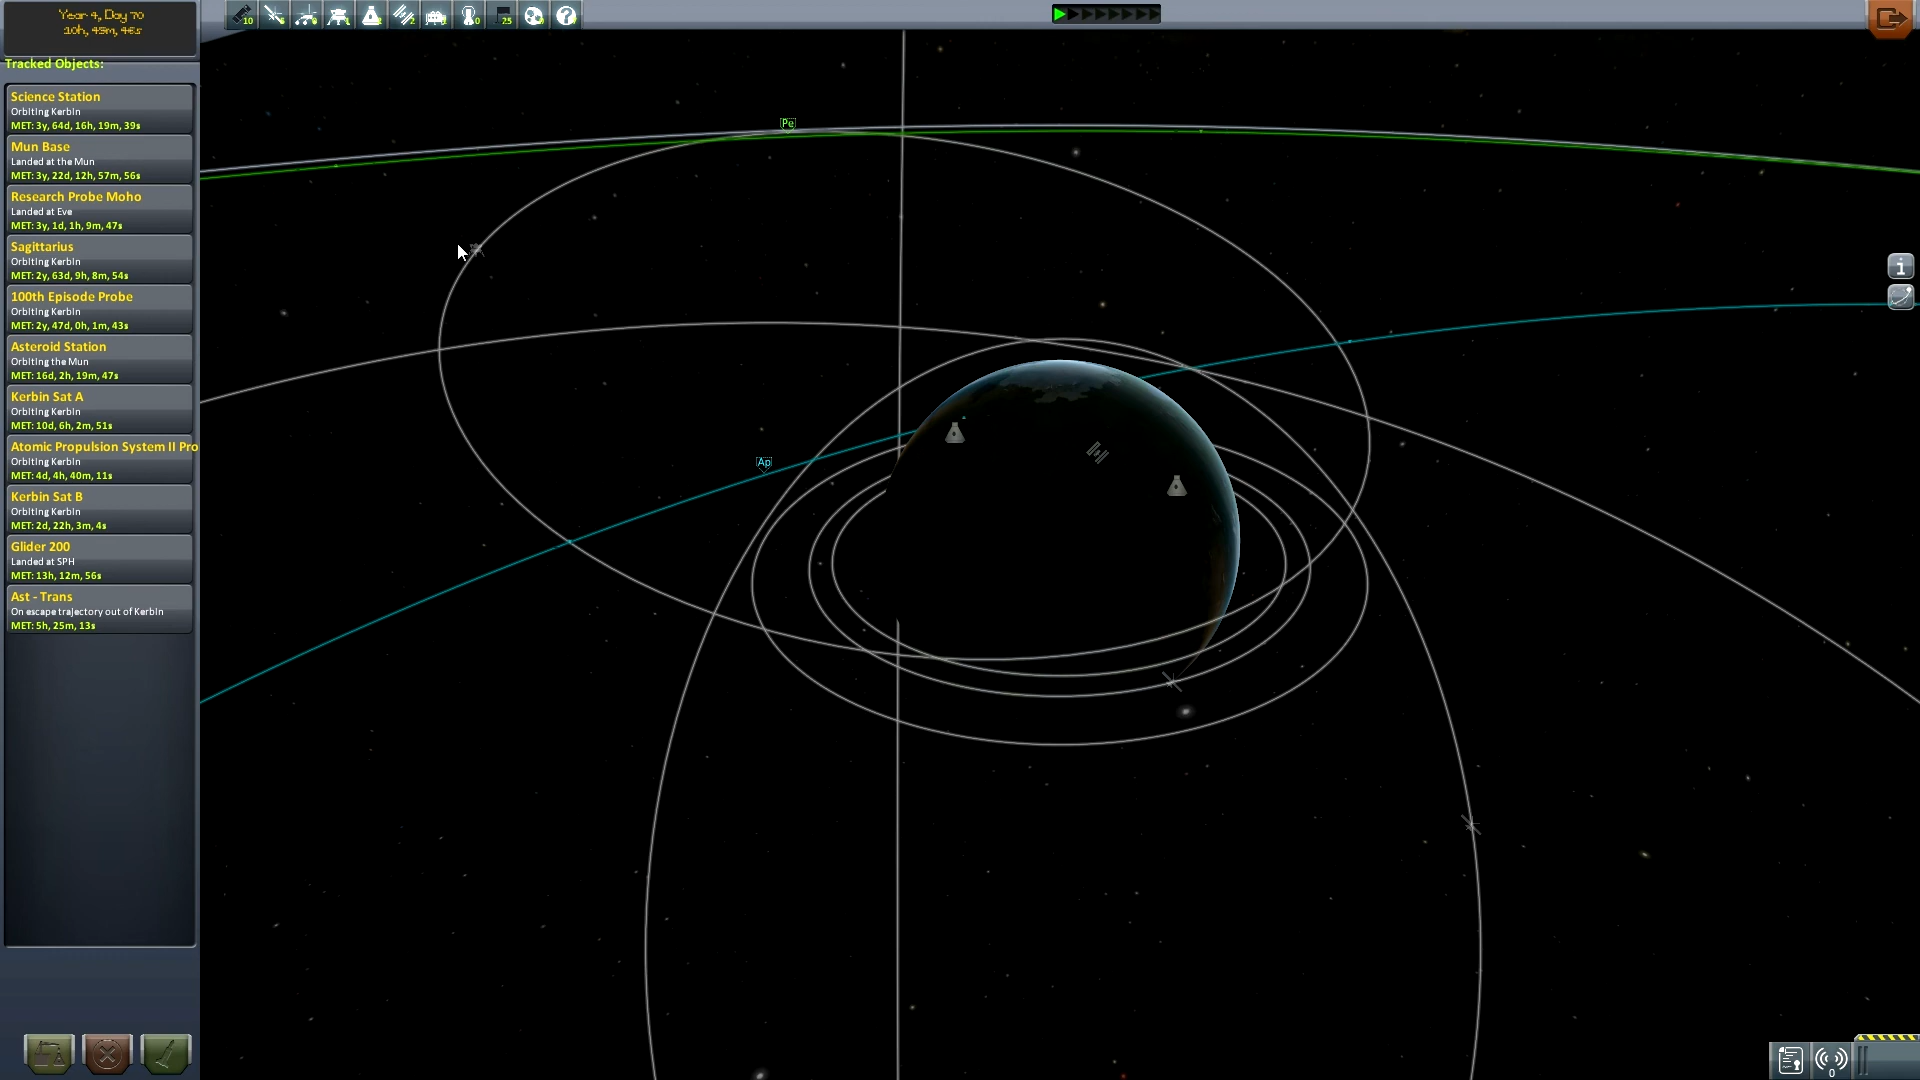 Year 4, Day 70
10h, 43m, 46s
Tracked Objects:
Science Station
Orbiting Kerbin
MET: 3y, 64d, 16h, 19m, 39s
Mun Base
Landed at the Mun
MET: 3y, 22d, 12h, 57m, 56s
Research Probe Moho
Landed at Eve
MET: 3y, 1d, 1h, 9m, 47s
Sagittarius
Orbiting Kerbin
MET: 2y, 63d, 9h, 8m, 54s
100th Episode Probe
Orbiting Kerbin
MET: 2y, 47d, 0h, 1m, 43s
Asteroid Station
Orbiting the Mun
MET: 16d, 2h, 19m, 47s
Kerbin Sat A
Orbiting Kerbin
MET: 10d, 6h, 2m, 51s
Atomic Propulsion System II Pro
Orbiting Kerbin
MET: 4d, 4h, 40m, 11s
Kerbin Sat B
Orbiting Kerbin
MET: 2d, 22h, 3m, 4s
Glider 200
Landed at SPH
MET: 13h, 12m, 56s
Ast - Trans
On escape trajectory out of Kerbin
MET: 5h, 25m, 13s
10
2
0
25
?
Pe
Ap
i
0